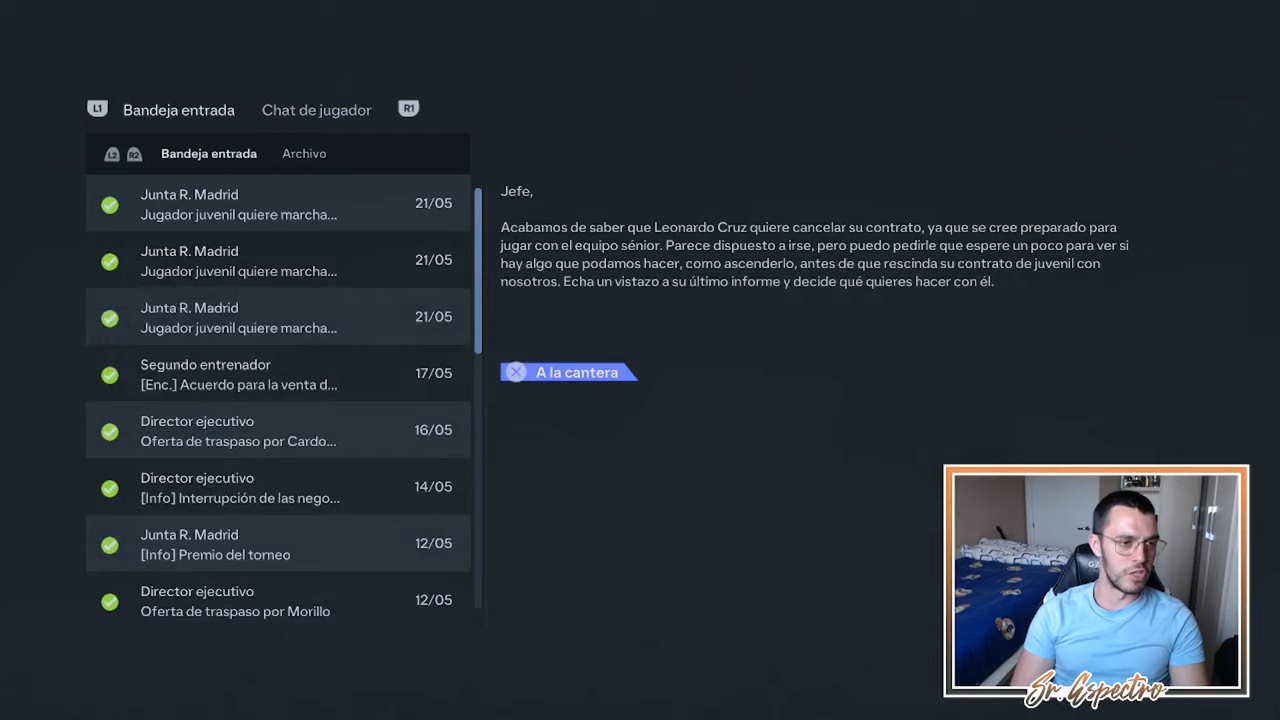 L1 Bandeja entrada Chat de jugador R1
L2 R2 Bandeja entrada Archivo
Junta R. Madrid
Jugador juvenil quiere marcha...
21/05
Junta R. Madrid
Jugador juvenil quiere marcha...
21/05
Junta R. Madrid
Jugador juvenil quiere marcha...
21/05
Segundo entrenador
[Enc.] Acuerdo para la venta d...
17/05
Director ejecutivo
Oferta de traspaso por Cardo...
16/05
Director ejecutivo
[Info] Interrupción de las nego...
14/05
Junta R. Madrid
[Info] Premio del torneo
12/05
Director ejecutivo
Oferta de traspaso por Morillo
12/05
Jefe,
Acabamos de saber que Leonardo Cruz quiere cancelar su contrato, ya que se cree preparado para
jugar con el equipo sénior. Parece dispuesto a irse, pero puedo pedirle que espere un poco para ver si
hay algo que podamos hacer, como ascenderlo, antes de que rescinda su contrato de juvenil con
nosotros. Echa un vistazo a su último informe y decide qué quieres hacer con él.
A la cantera
Sr. Espectro